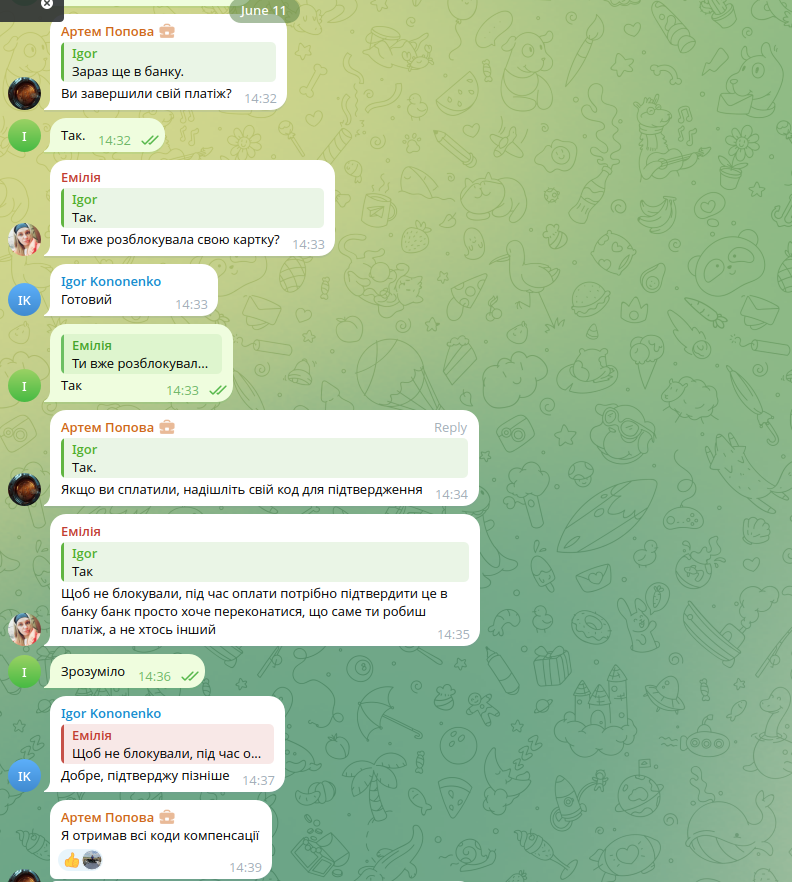 June 11
Артем Попова
Igor
Зараз ще в банку.
Ви завершили свій платіж? 14:32
I
Так. 14:32
Емілія
Igor
Так.
Ти вже розблокувала свою картку? 14:33
Igor Kononenko
IK
Готовий 14:33
Емілія
Ти вже розблокувал...
I
Так 14:33
Артем Попова Reply
Igor
Так.
Якщо ви сплатили, надішліть свій код для підтвердження 14:34
Емілія
Igor
Так
Щоб не блокували, під час оплати потрібно підтвердити це в
банку банк просто хоче переконатися, що саме ти робиш
платіж, а не хтось інший 14:35
I
Зрозуміло 14:36
Igor Kononenko
Емілія
Щоб не блокували, під час о...
IK
Добре, підтверджу пізніше 14:37
Артем Попова
Я отримав всі коди компенсації
14:39